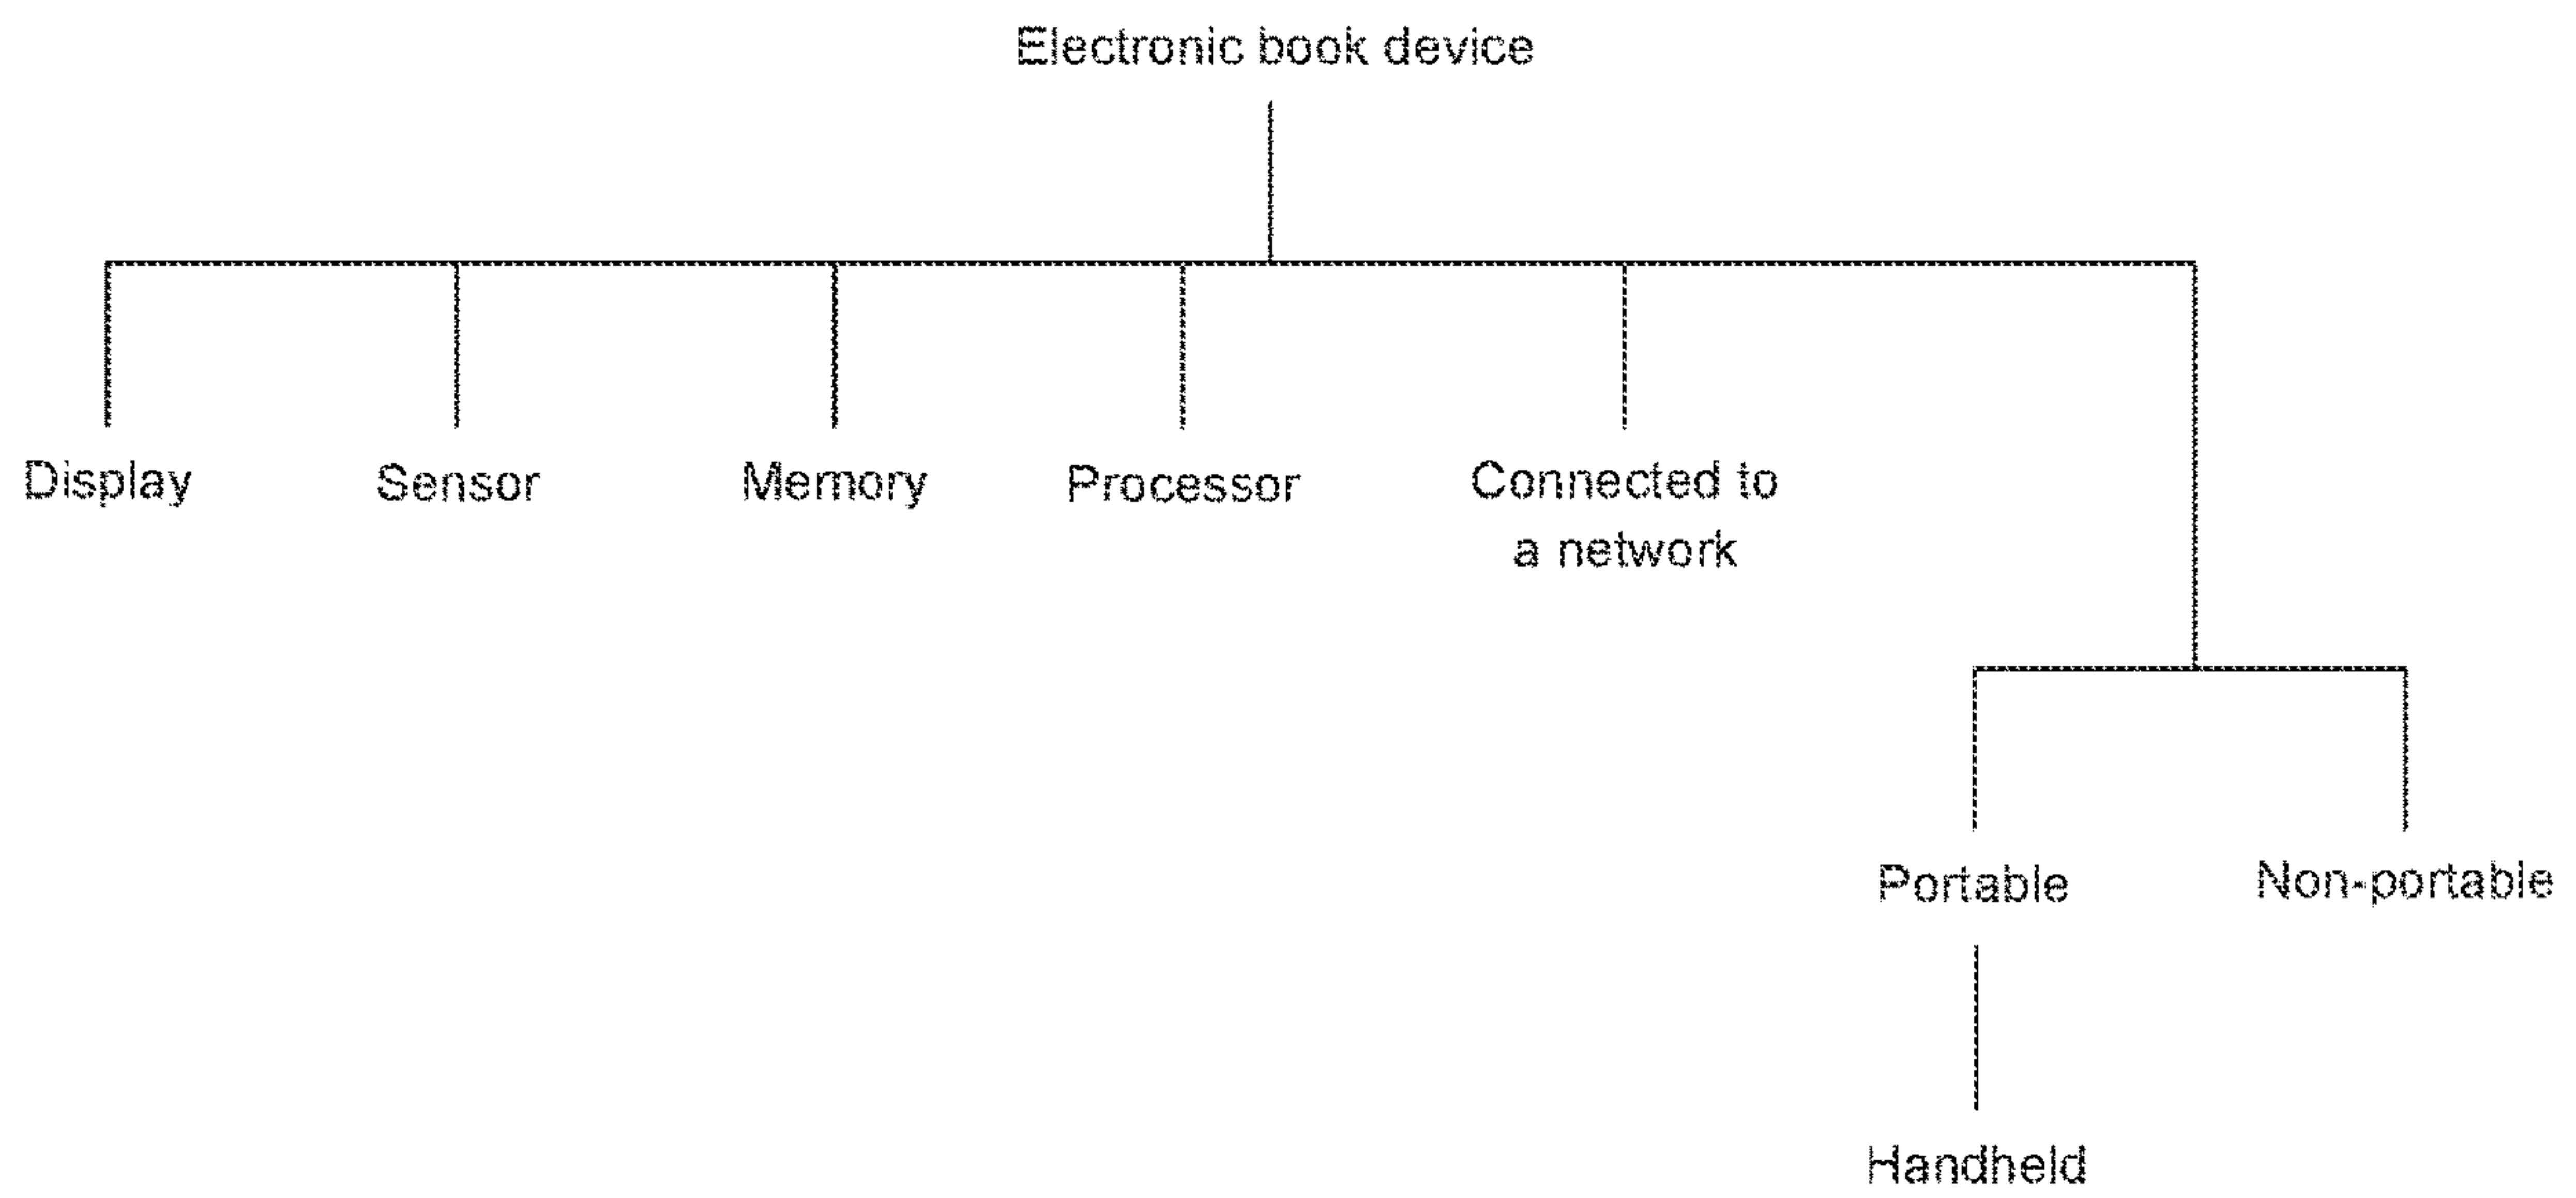 Electronic book device
Display
Sensor
Memory
Processor
Connected to
a network
Portable
Non-portable
Handheld